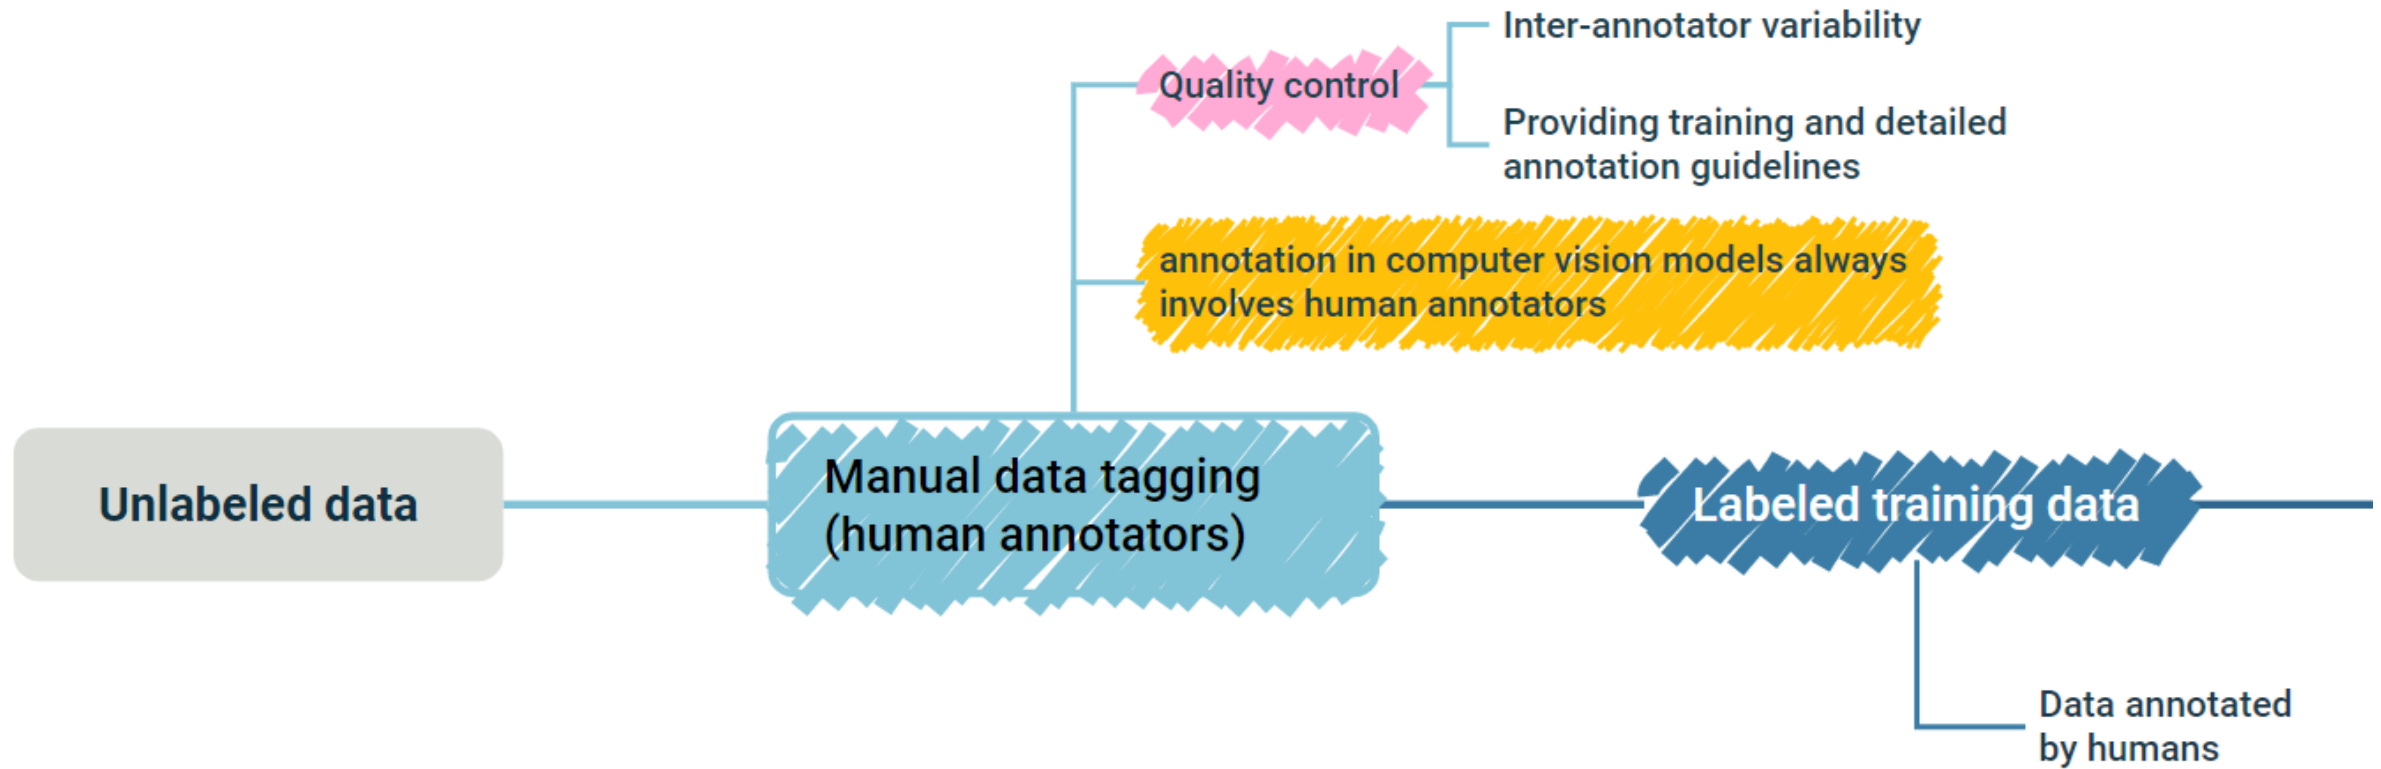 Inter-annotator variability
Quality control
Providing training and detailed
annotation guidelines
annotation in computer vision models always
involves human annotators
Unlabeled data
Manual data tagging
(human annotators)
Labeled training data
Data annotated
by humans